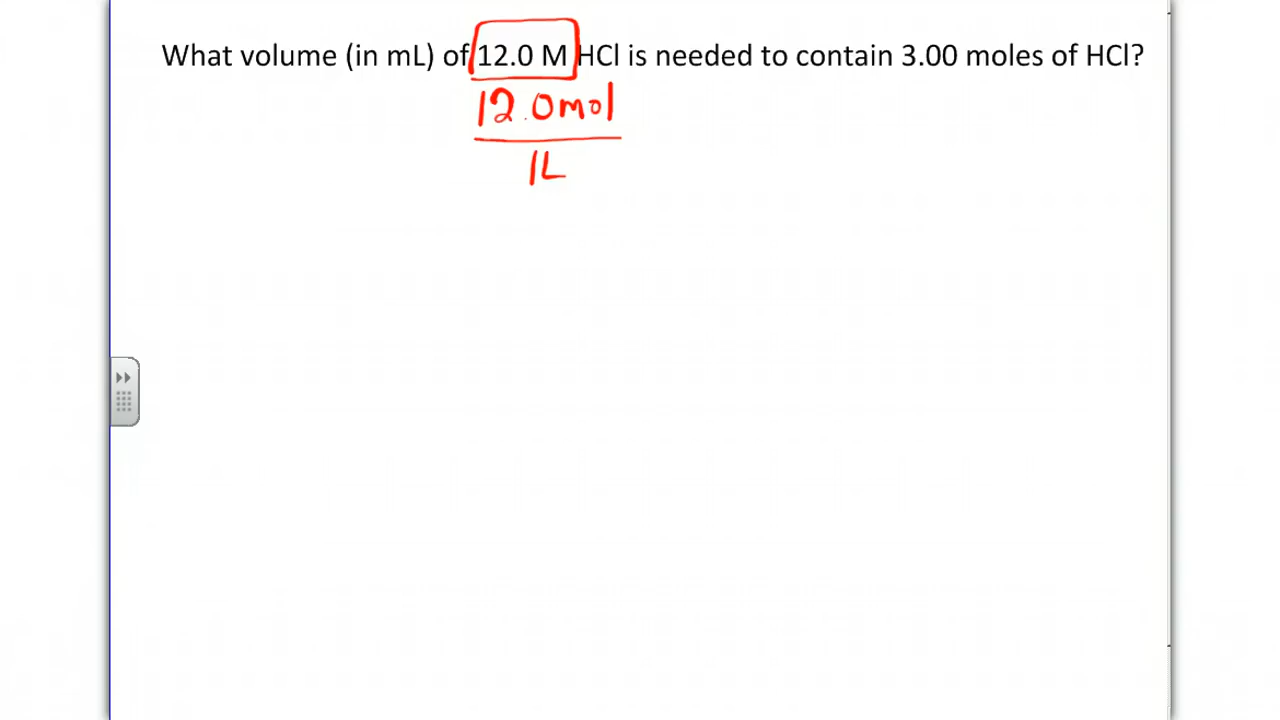 What volume (in mL) of 12.0 M HCl is needed to contain 3.00 moles of HCl?
12.0mol
1L